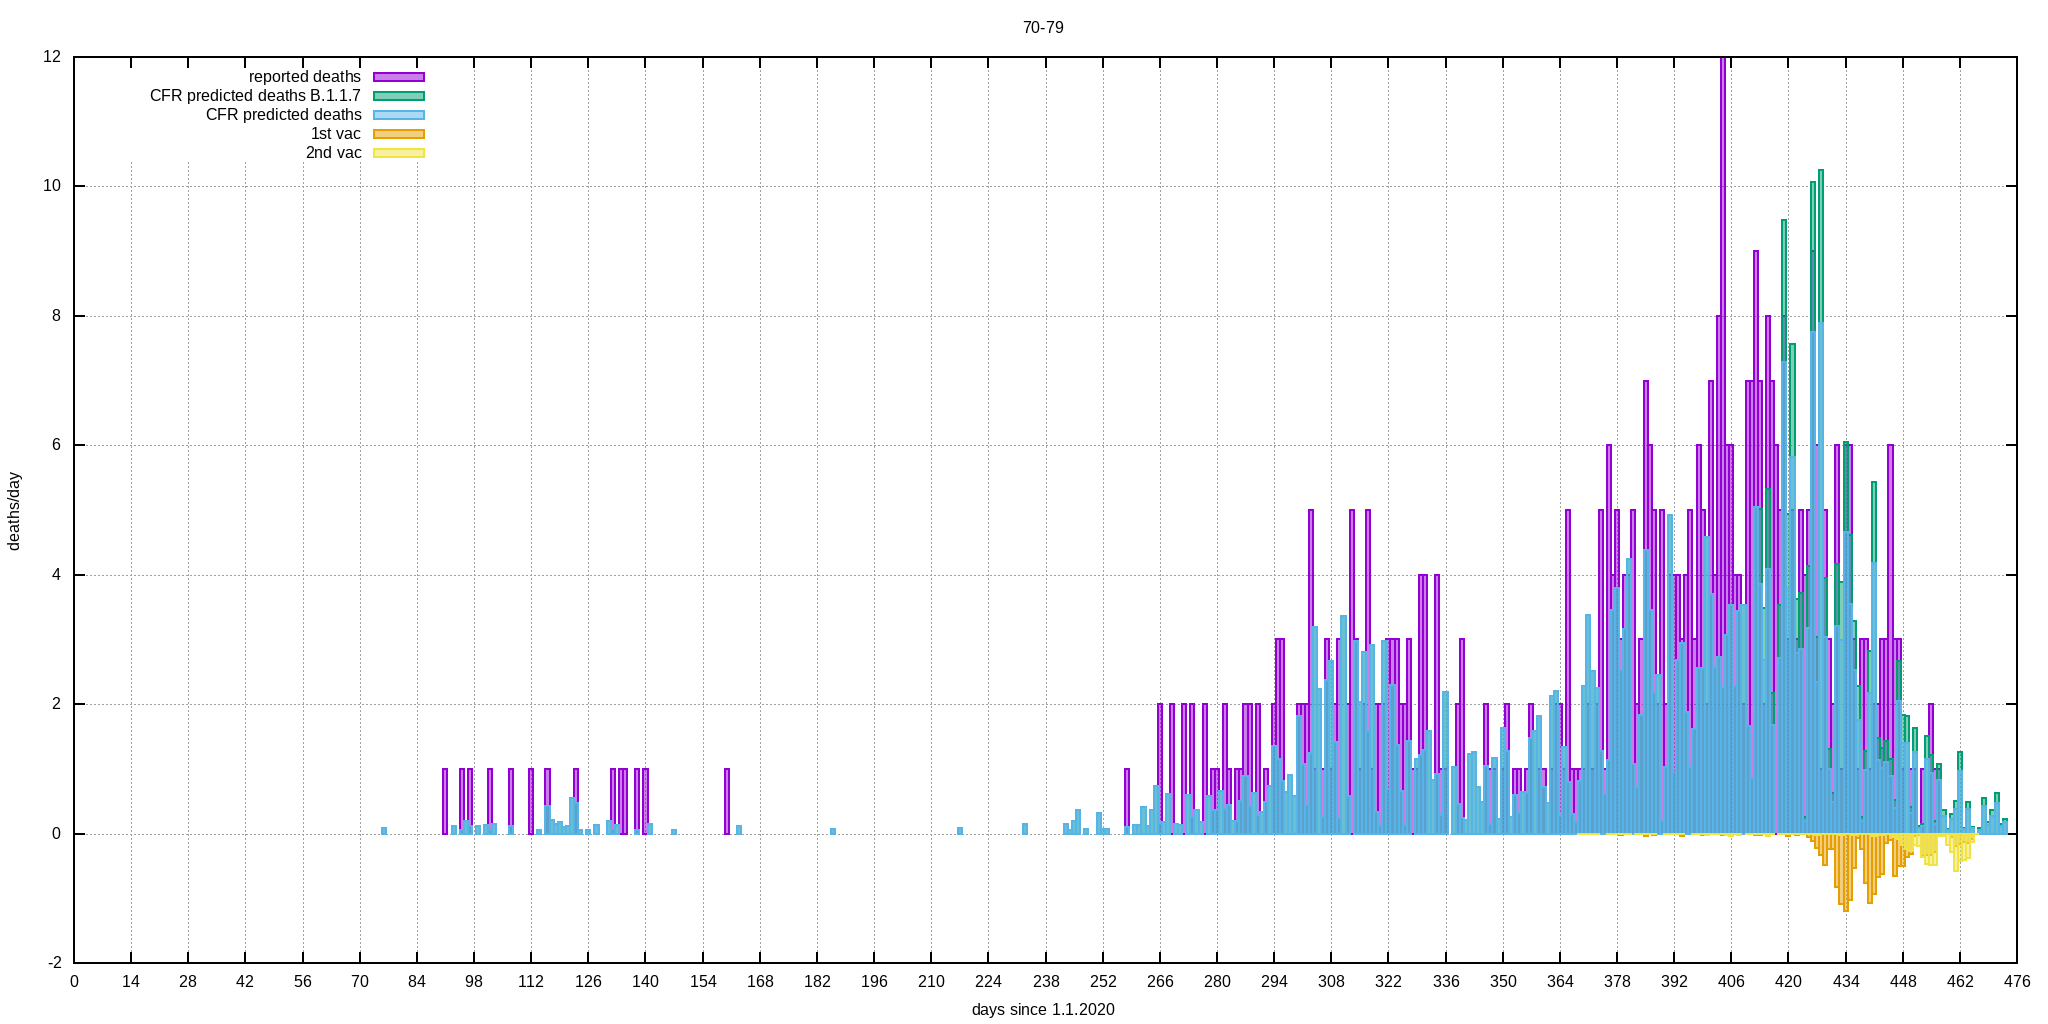 70-79
reported deaths
CFR predicted deaths B.1.1.7
CFR predicted deaths
1st vac
2nd vac
12
10
8
6
4
2
0
-2
deaths/day
0 14 28 42 56 70 84 98 112 126 140 154 168 182 196 210 224 238 252 266 280 294 308 322 336 350 364 378 392 406 420 434 448 462 476
days since 1.1.2020